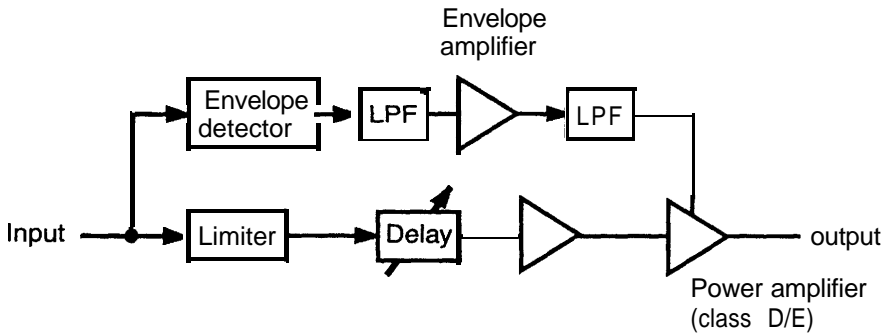 Envelope
amplifier
Envelope
detector
LPF
LPF
Input
Limiter
Delay
output
Power amplifier
(class D/E)